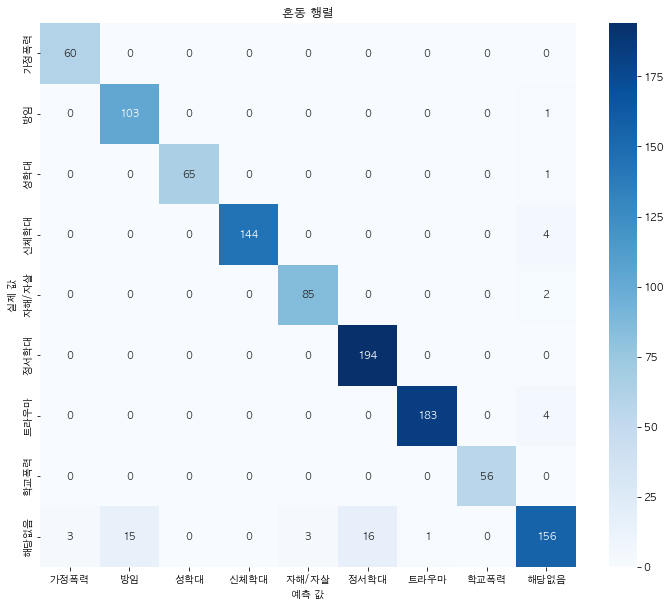 혼동 행렬
실제 값
가정폭력 60 0 0 0 0 0 0 0 0
방임 0 103 0 0 0 0 0 0 1
성학대 0 0 65 0 0 0 0 0 1
신체학대 0 0 0 144 0 0 0 0 4
자해/자살 0 0 0 0 85 0 0 0 2
정서학대 0 0 0 0 0 194 0 0 0
트라우마 0 0 0 0 0 0 183 0 4
학교폭력 0 0 0 0 0 0 0 56 0
해당없음 3 15 0 0 3 16 1 0 156
가정폭력 방임 성학대 신체학대 자해/자살 정서학대 트라우마 학교폭력 해당없음
예측 값
175
150
125
100
75
50
25
0